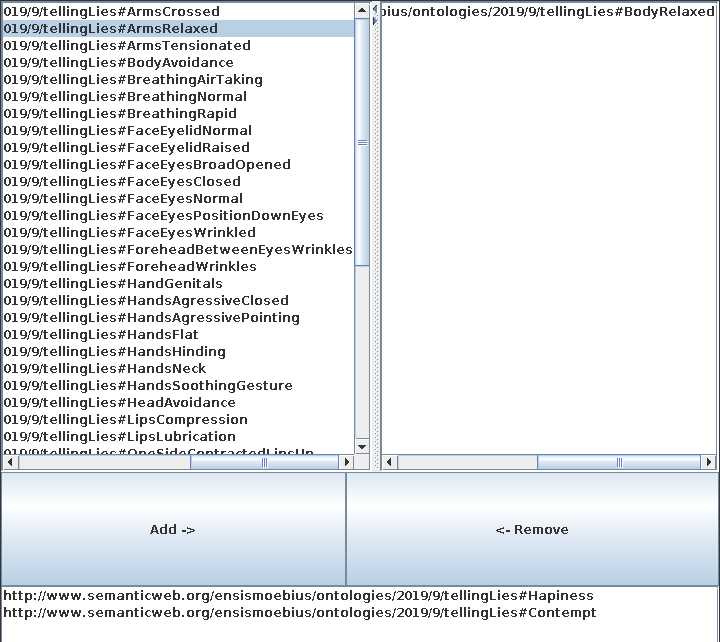 019/9/tellingLies#ArmsCrossed
019/9/tellingLies#ArmsRelaxed
019/9/tellingLies#ArmsTensionated
019/9/tellingLies#BodyAvoidance
019/9/tellingLies#BreathingAirTaking
019/9/tellingLies#BreathingNormal
019/9/tellingLies#BreathingRapid
019/9/tellingLies#FaceEyelidNormal
019/9/tellingLies#FaceEyelidRaised
019/9/tellingLies#FaceEyesBroadOpened
019/9/tellingLies#FaceEyesClosed
019/9/tellingLies#FaceEyesNormal
019/9/tellingLies#FaceEyesPositionDownEyes
019/9/tellingLies#FaceEyesWrinkled
019/9/tellingLies#ForeheadBetweenEyesWrinkles
019/9/tellingLies#ForeheadWrinkles
019/9/tellingLies#HandGenitals
019/9/tellingLies#HandsAgressiveClosed
019/9/tellingLies#HandsAgressivePointing
019/9/tellingLies#HandsFlat
019/9/tellingLies#HandsHinding
019/9/tellingLies#HandsNeck
019/9/tellingLies#HandsSoothingGesture
019/9/tellingLies#HeadAvoidance
019/9/tellingLies#LipsCompression
019/9/tellingLies#LipsLubrication
019/9/tellingLies#OneSideContractedLipsUp
bius/ontologies/2019/9/tellingLies#BodyRelaxed
Add ->
<- Remove
http://www.semanticweb.org/ensismoebius/ontologies/2019/9/tellingLies#Hapiness
http://www.semanticweb.org/ensismoebius/ontologies/2019/9/tellingLies#Contempt